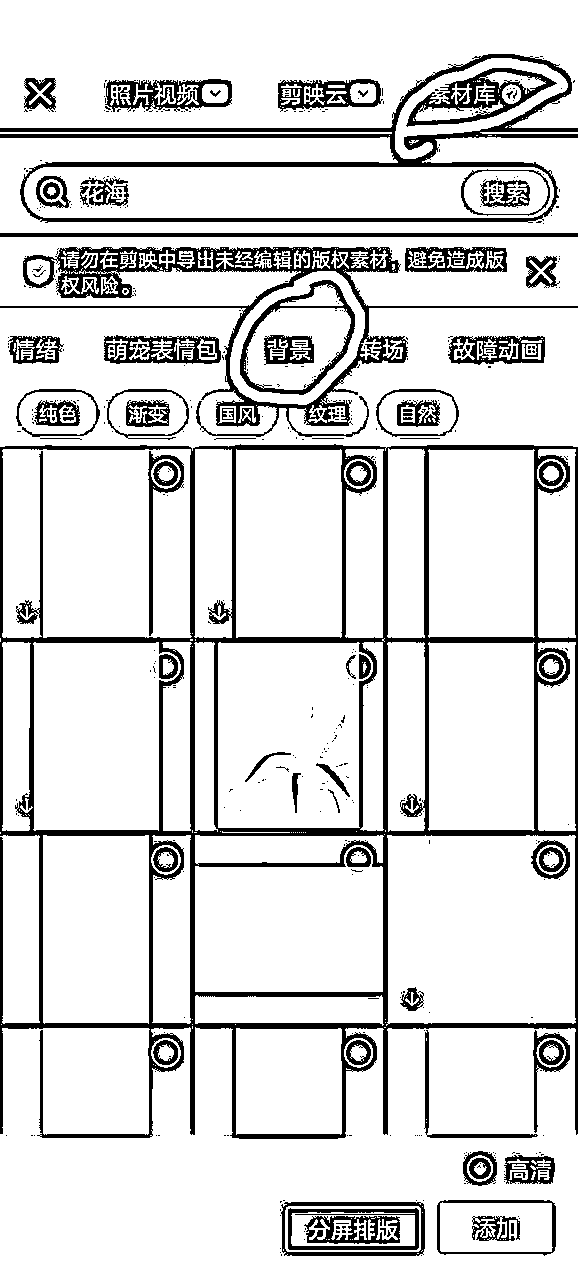 照片视频 剪映云 素材库
花海 搜索
请勿在剪映中导出未经编辑的版权素材，避免造成版
权风险。
情绪 萌宠表情包 背景 转场 故障动画
纯色 渐变 国风 纹理 自然
高清
分屏排版 添加